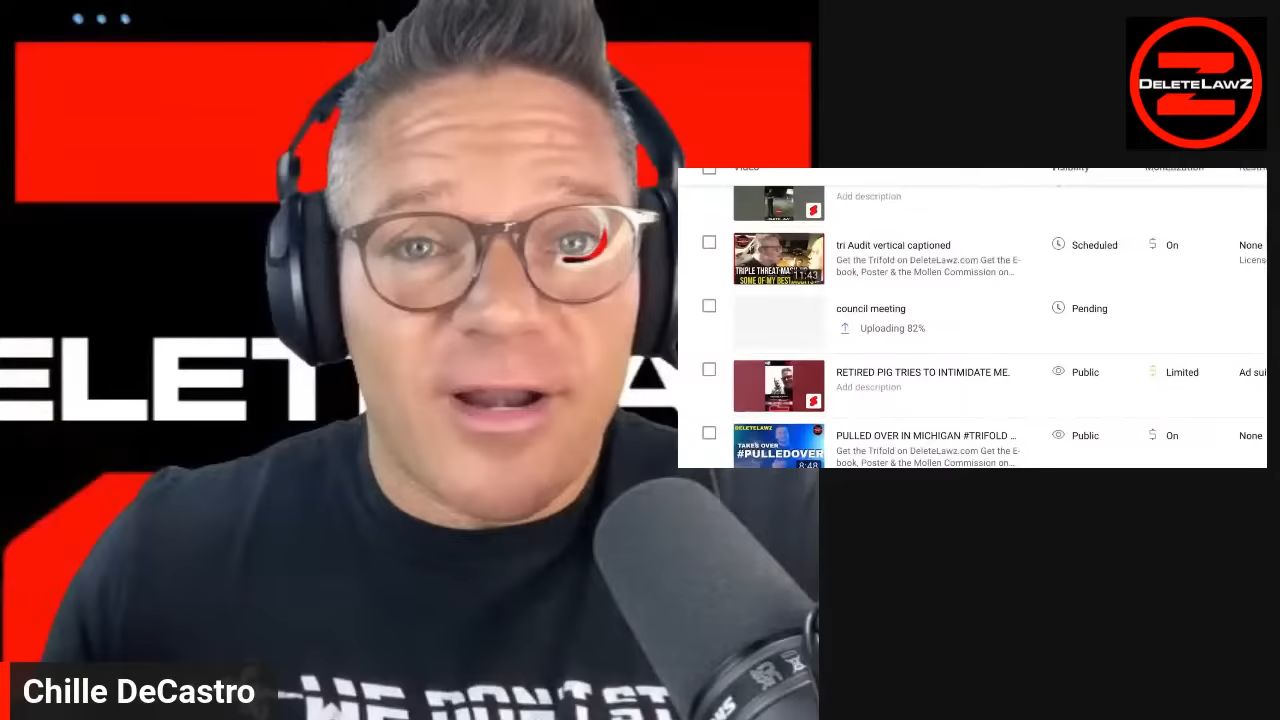 DELETELAWZ
Add description
tri Audit vertical captioned
Get the Trifold on DeleteLawz.com Get the E-
book, Poster & the Mollen Commission on…
Scheduled
On
None
TRIPLE THREAT
SOME OF MY BEST
11:43
council meeting
Uploading 82%
Pending
RETIRED PIG TRIES TO INTIMIDATE ME.
Add description
Public
Limited
PULLED OVER IN MICHIGAN #TRIFOLD …
Get the Trifold on DeleteLawz.com Get the E-
book, Poster & the Mollen Commission on…
Public
On
None
DELETELAWZ
TAKES OVER
#PULLEDOVER
8:48
ELET
Chille DeCastro
WE DON'T ST